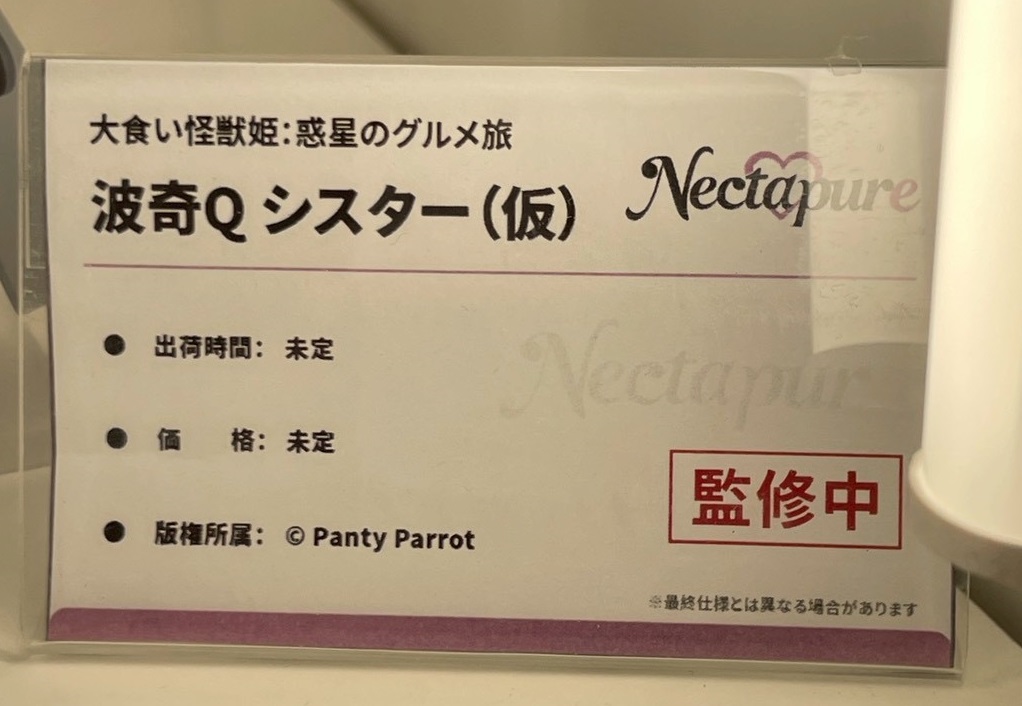 大食い怪獣姫：惑星のグルメ旅
波奇Q シスター（仮）
Nectapure
● 出荷時間： 未定
Nectapur
● 価　　格： 未定
監修中
● 版権所属： © Panty Parrot
※最終仕様とは異なる場合があります